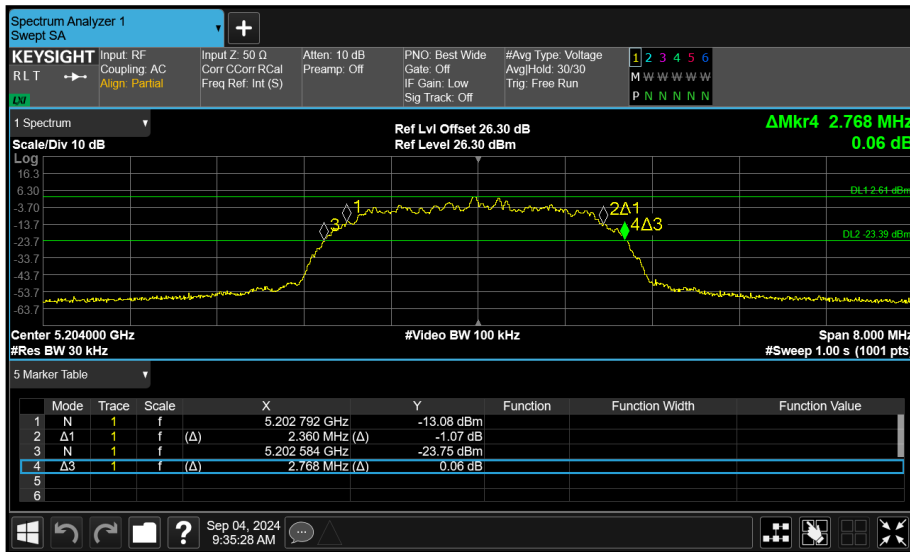 Spectrum Analyzer 1
Swept SA
KEYSIGHT Input: RF Input Z: 50 Ω Atten: 10 dB PNO: Best Wide #Avg Type: Voltage 1 2 3 4 5 6
RLT Coupling: AC Corr CCorr RCal Preamp: Off Gate: Off Avg|Hold: 30/30 M W W W W W
Align: Partial Freq Ref: Int (S) IF Gain: Low Trig: Free Run
LXI Sig Track: Off P N N N N N
1 Spectrum Ref Lvl Offset 26.30 dB ΔMkr4 2.768 MHz
Scale/Div 10 dB Ref Level 26.30 dBm 0.06 dB
Log
16.3
6.30 DL1 2.61 dBm
-3.70 1 2Δ1
-13.7 3 4Δ3
-23.7 DL2 -23.39 dBm
-33.7
-43.7
-53.7
-63.7
Center 5.204000 GHz #Video BW 100 kHz Span 8.000 MHz
#Res BW 30 kHz #Sweep 1.00 s (1001 pts
5 Marker Table
Mode Trace Scale X Y Function Function Width Function Value
1 N 1 f 5.202 792 GHz -13.08 dBm
2 Δ1 1 f (Δ) 2.360 MHz (Δ) -1.07 dB
3 N 1 f 5.202 584 GHz -23.75 dBm
4 Δ3 1 f (Δ) 2.768 MHz (Δ) 0.06 dB
5
6
? Sep 04, 2024
9:35:28 AM